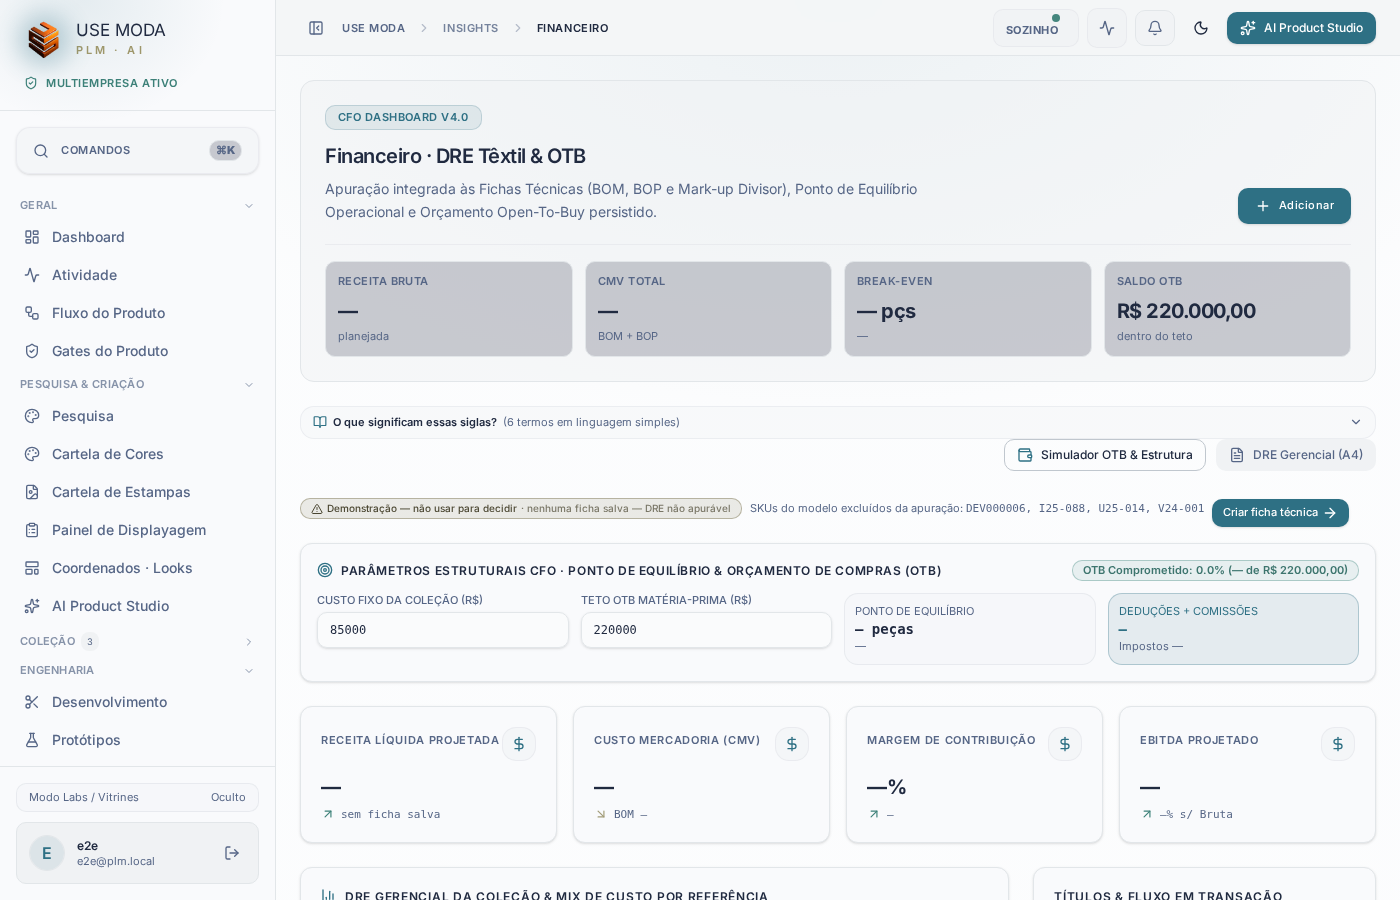 USE MODA
PLM · AI
MULTIEMPRESA ATIVO
COMANDOS
⌘K
GERAL
Dashboard
Atividade
Fluxo do Produto
Gates do Produto
PESQUISA & CRIAÇÃO
Pesquisa
Cartela de Cores
Cartela de Estampas
Painel de Displayagem
Coordenados · Looks
AI Product Studio
COLEÇÃO 3
ENGENHARIA
Desenvolvimento
Protótipos
Modo Labs / Vitrines Oculto
E
e2e
e2e@plm.local
USE MODA
INSIGHTS
FINANCEIRO
SOZINHO
AI Product Studio
CFO DASHBOARD V4.0
Financeiro · DRE Têxtil & OTB
Apuração integrada às Fichas Técnicas (BOM, BOP e Mark-up Divisor), Ponto de Equilíbrio
Operacional e Orçamento Open-To-Buy persistido.
Adicionar
RECEITA BRUTA
—
planejada
CMV TOTAL
—
BOM + BOP
BREAK-EVEN
— pçs
—
SALDO OTB
R$ 220.000,00
dentro do teto
O que significam essas siglas? (6 termos em linguagem simples)
Simulador OTB & Estrutura
DRE Gerencial (A4)
Demonstração — não usar para decidir · nenhuma ficha salva — DRE não apurável
SKUs do modelo excluídos da apuração: DEV000006, I25-088, U25-014, V24-001
Criar ficha técnica
PARÂMETROS ESTRUTURAIS CFO · PONTO DE EQUILÍBRIO & ORÇAMENTO DE COMPRAS (OTB)
OTB Comprometido: 0.0% (— de R$ 220.000,00)
CUSTO FIXO DA COLEÇÃO (R$)
85000
TETO OTB MATÉRIA-PRIMA (R$)
220000
PONTO DE EQUILÍBRIO
— peças
—
DEDUÇÕES + COMISSÕES
—
Impostos —
RECEITA LÍQUIDA PROJETADA
—
sem ficha salva
CUSTO MERCADORIA (CMV)
—
BOM —
MARGEM DE CONTRIBUIÇÃO
—%
—
EBITDA PROJETADO
—
—% s/ Bruta
DRE GERENCIAL DA COLEÇÃO & MIX DE CUSTO POR REFERÊNCIA
TÍTULOS & FLUXO EM TRANSAÇÃO